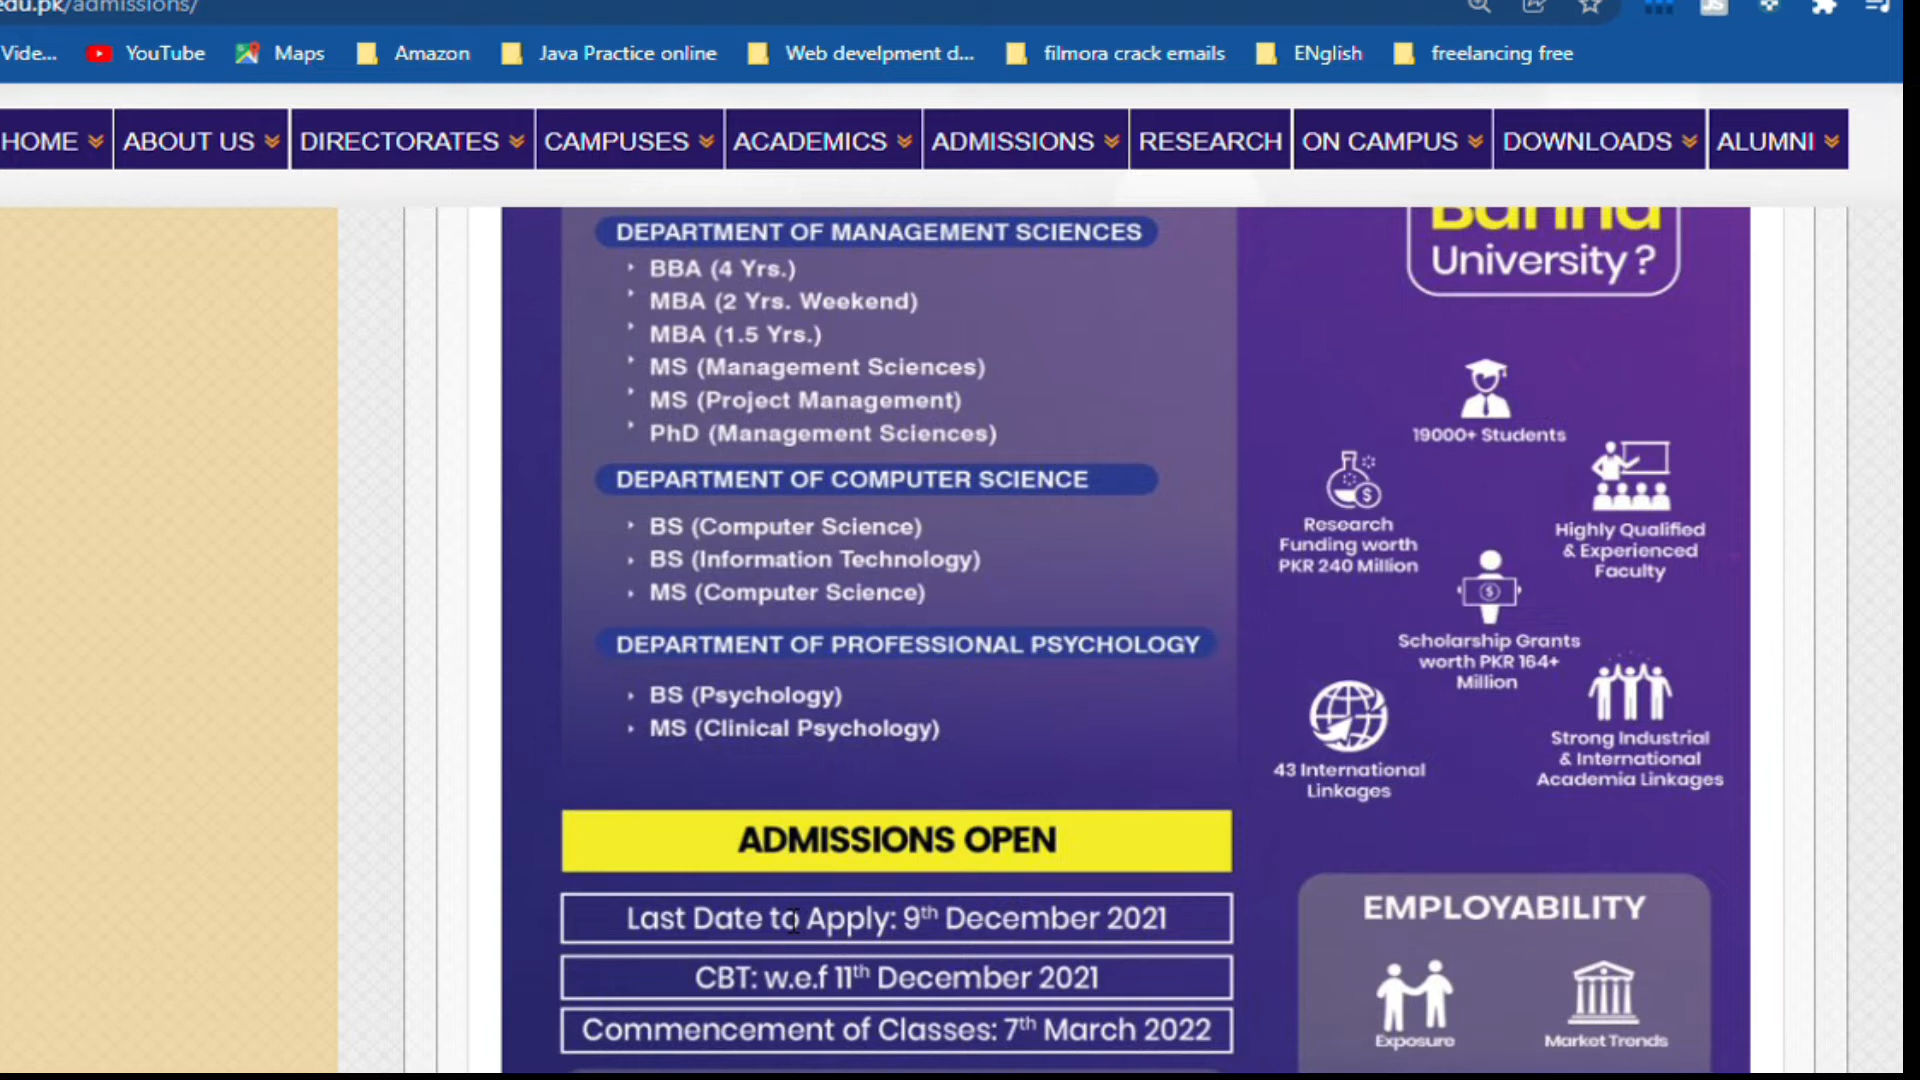 edu.pk/admissions/
Vide... YouTube Maps Amazon Java Practice online Web develpment d... filmora crack emails ENglish freelancing free
HOME ABOUT US DIRECTORATES CAMPUSES ACADEMICS ADMISSIONS RESEARCH ON CAMPUS DOWNLOADS ALUMNI
DEPARTMENT OF MANAGEMENT SCIENCES
BBA (4 Yrs.)
MBA (2 Yrs. Weekend)
MBA (1.5 Yrs.)
MS (Management Sciences)
MS (Project Management)
PhD (Management Sciences)
DEPARTMENT OF COMPUTER SCIENCE
BS (Computer Science)
BS (Information Technology)
MS (Computer Science)
DEPARTMENT OF PROFESSIONAL PSYCHOLOGY
BS (Psychology)
MS (Clinical Psychology)
ADMISSIONS OPEN
Last Date to Apply: 9th December 2021
CBT: w.e.f 11th December 2021
Commencement of Classes: 7th March 2022
Bahria
University?
19000+ Students
Research
Funding worth
PKR 240 Million
Highly Qualified
& Experienced
Faculty
Scholarship Grants
worth PKR 164+
Million
43 International
Linkages
Strong Industrial
& International
Academia Linkages
EMPLOYABILITY
Exposure
Market Trends